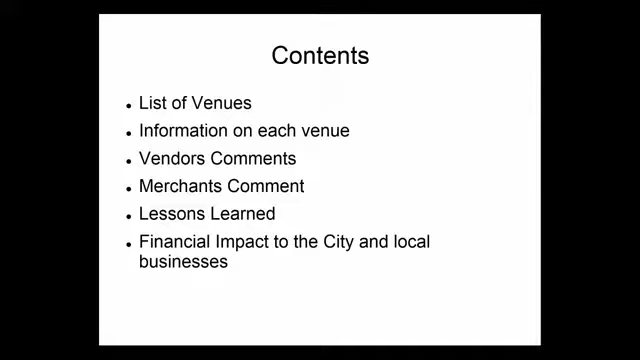 Contents
List of Venues
Information on each venue
Vendors Comments
Merchants Comment
Lessons Learned
Financial Impact to the City and local
businesses